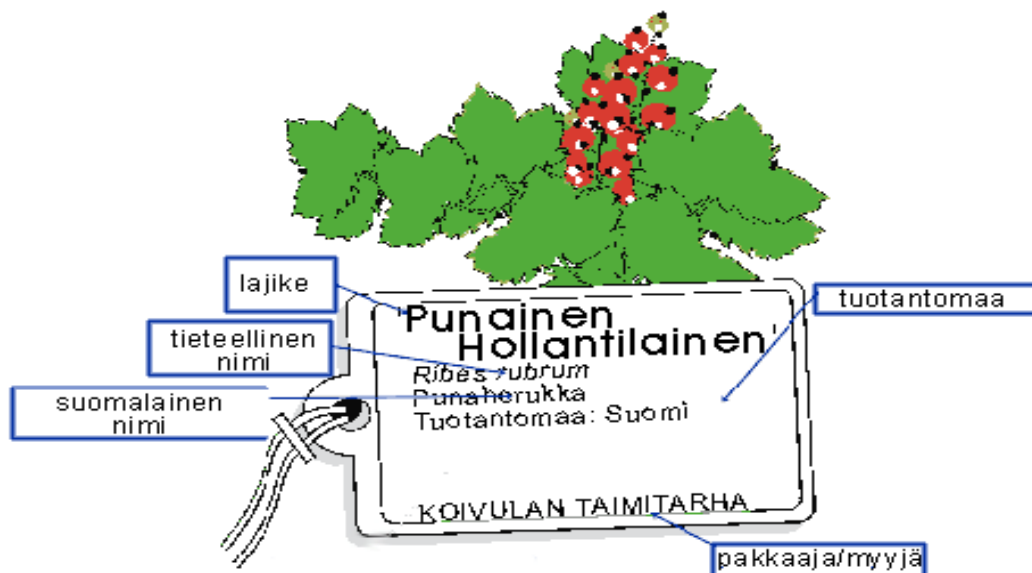 lajike
tuotantomaa
'Punainen
Hollantilainen'
tieteellinen
nimi
Ribes rubrum
Punaherukka
suomalainen
nimi
Tuotantomaa: Suomi
KOIVULAN TAIMITARHA
pakkaaja/myyjä